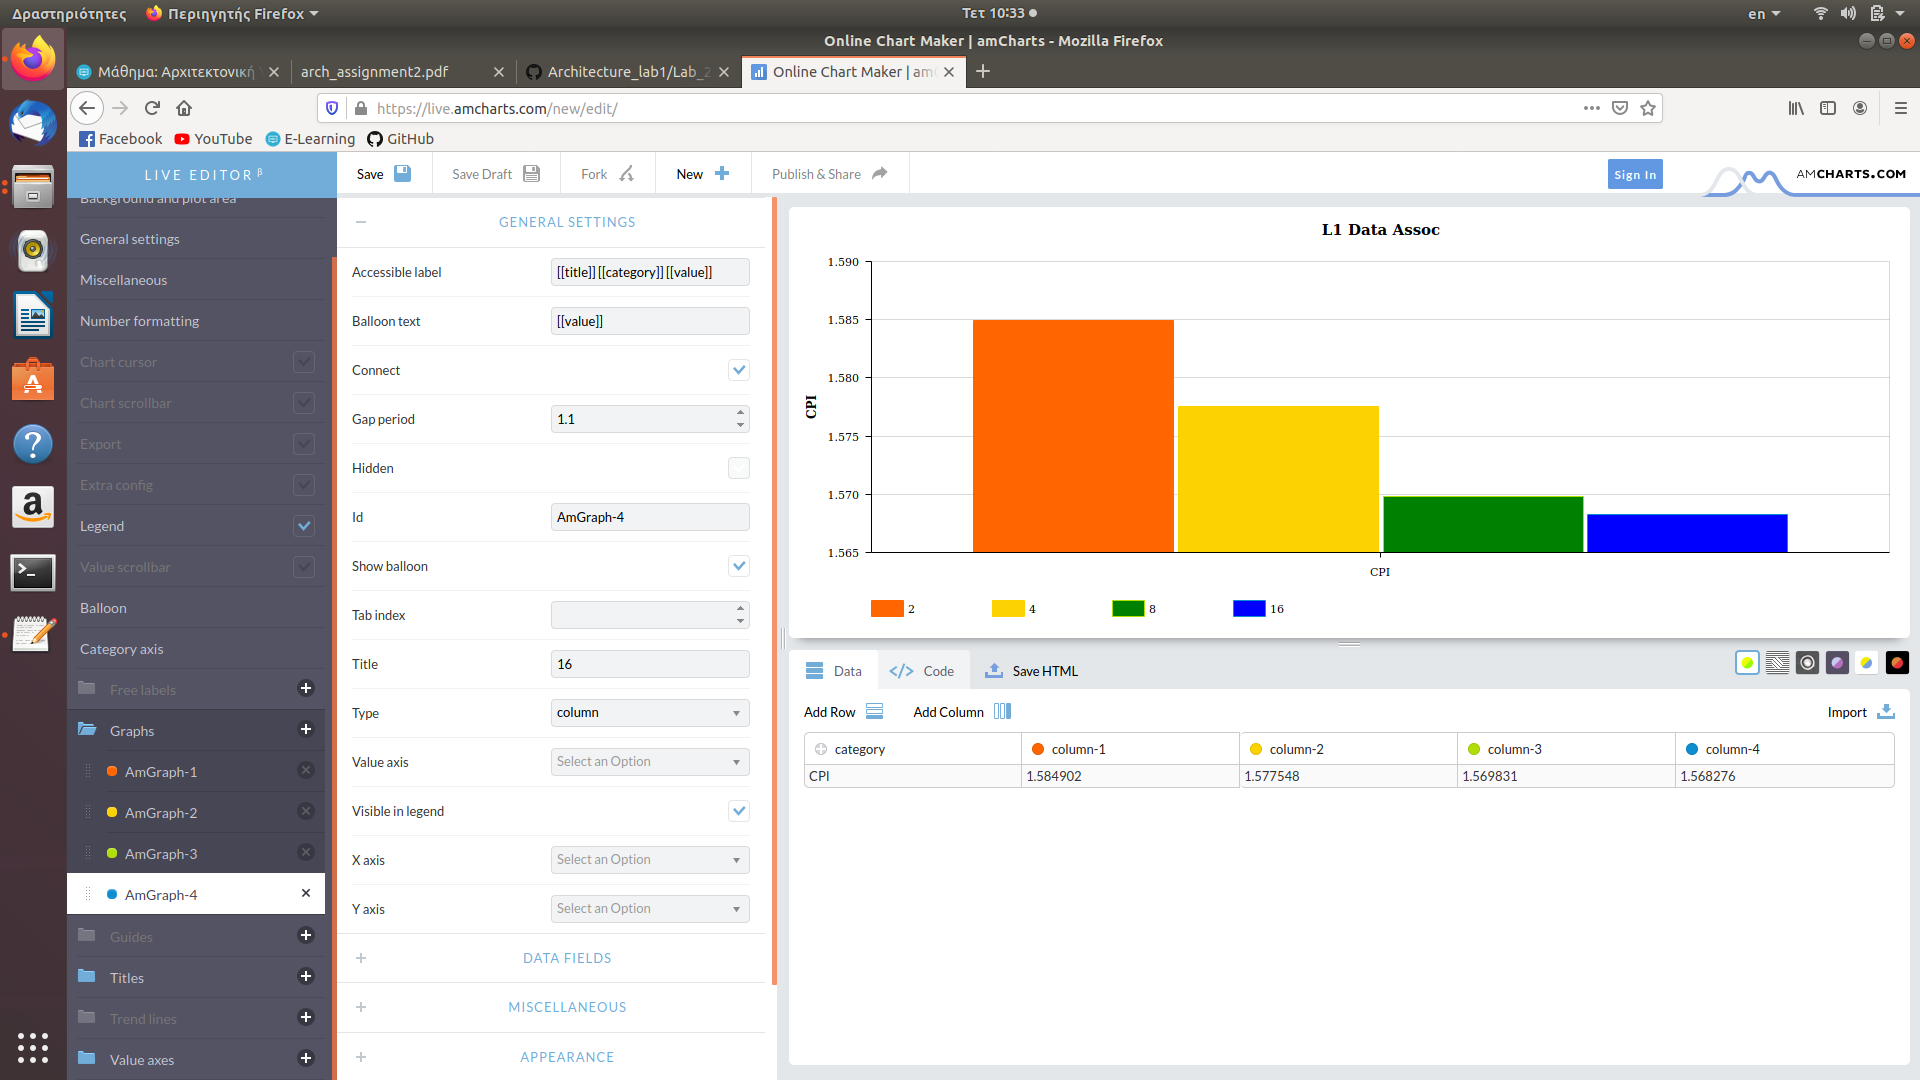 Δραστηριότητες
Περιηγητής Firefox
Τετ 10:33
en
Online Chart Maker | amCharts - Mozilla Firefox
Μάθημα: Αρχιτεκτονική
arch_assignment2.pdf
Architecture_lab1/Lab_2
Online Chart Maker | am
https://live.amcharts.com/new/edit/
Facebook
YouTube
E-Learning
GitHub
LIVE EDITOR β
Save
Save Draft
Fork
New
Publish & Share
Sign In
AMCHARTS.COM
Background and plot area
General settings
Miscellaneous
Number formatting
Chart cursor
Chart scrollbar
Export
Extra config
Legend
Value scrollbar
Balloon
Category axis
Free labels
Graphs
AmGraph-1
AmGraph-2
AmGraph-3
AmGraph-4
Guides
Titles
Trend lines
Value axes
GENERAL SETTINGS
Accessible label
[[title]] [[category]] [[value]]
Balloon text
[[value]]
Connect
Gap period
1.1
Hidden
Id
AmGraph-4
Show balloon
Tab index
Title
16
Type
column
Value axis
Select an Option
Visible in legend
X axis
Select an Option
Y axis
Select an Option
DATA FIELDS
MISCELLANEOUS
APPEARANCE
L1 Data Assoc
1.590
1.585
1.580
1.575
1.570
1.565
CPI
CPI
2
4
8
16
Data
Code
Save HTML
Add Row
Add Column
Import
category
column-1
column-2
column-3
column-4
CPI
1.584902
1.577548
1.569831
1.568276